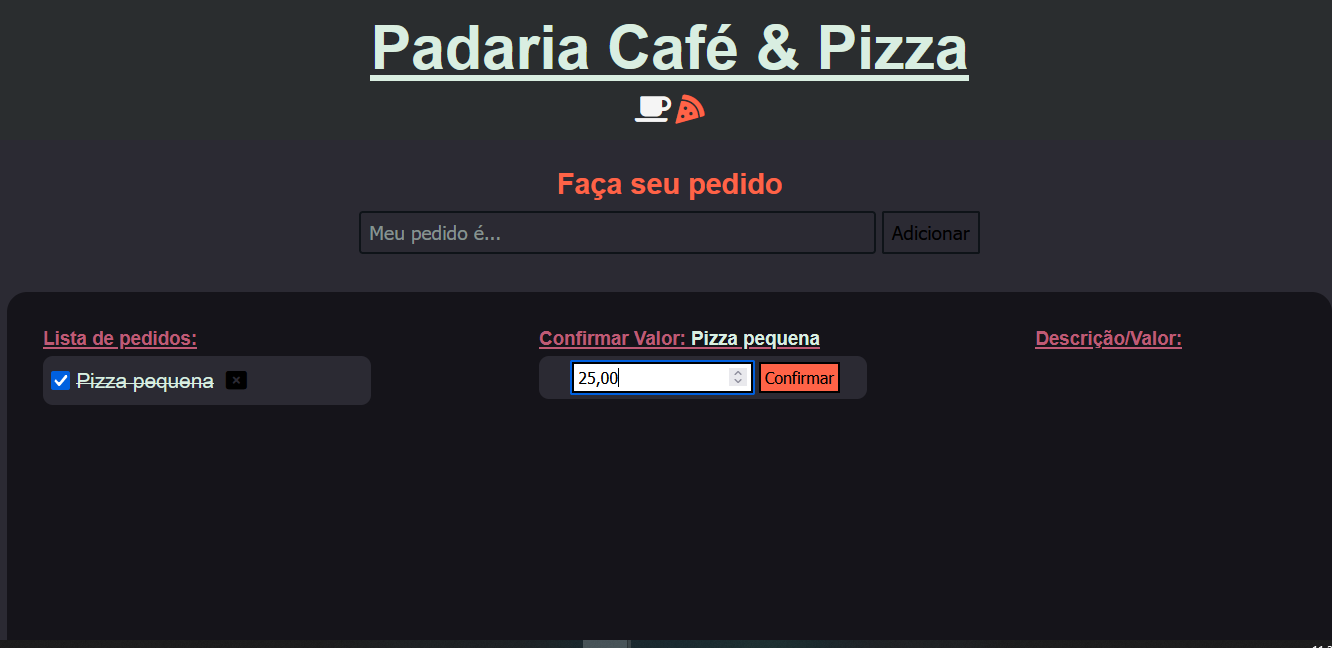 Padaria Café & Pizza
Faça seu pedido
Meu pedido é...
Adicionar
Lista de pedidos:
Pizza pequena
Confirmar Valor: Pizza pequena
25,00
Confirmar
Descrição/Valor: